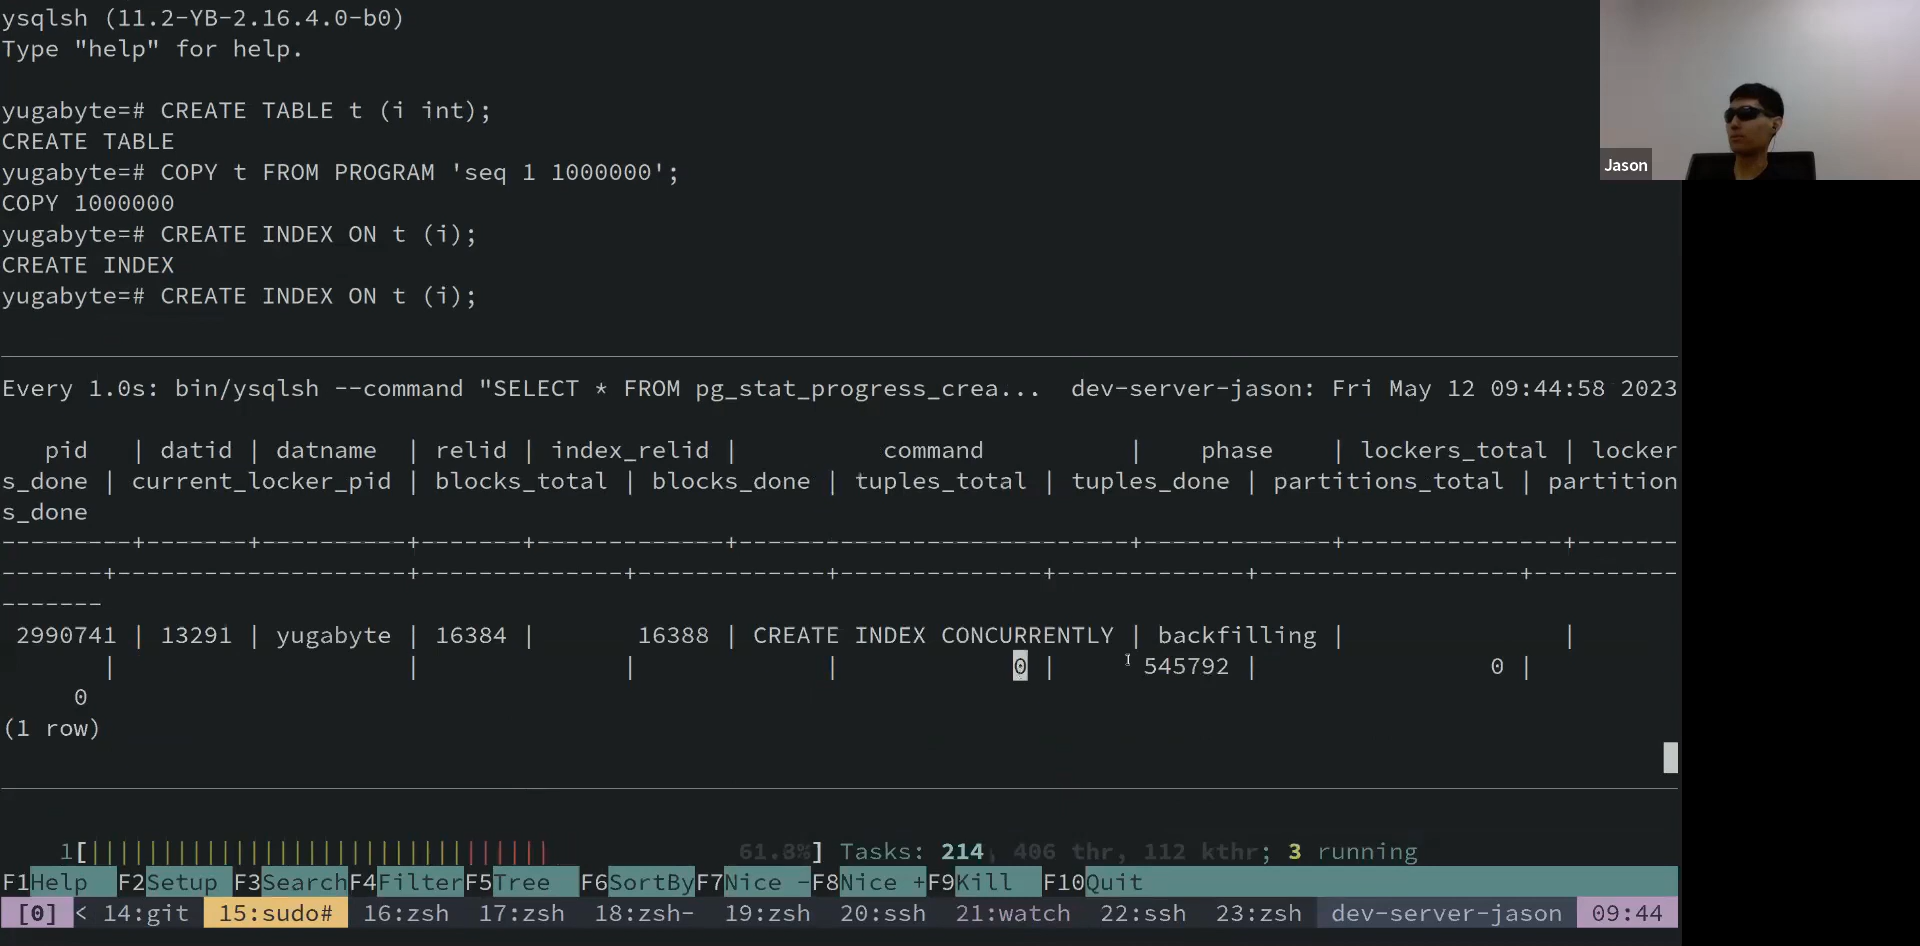 ysqlsh (11.2-YB-2.16.4.0-b0)
Type "help" for help.
yugabyte=# CREATE TABLE t (i int);
CREATE TABLE
yugabyte=# COPY t FROM PROGRAM 'seq 1 1000000';
COPY 1000000
yugabyte=# CREATE INDEX ON t (i);
CREATE INDEX
yugabyte=# CREATE INDEX ON t (i);
Jason
Every 1.0s: bin/ysqlsh --command "SELECT * FROM pg_stat_progress_crea...  dev-server-jason: Fri May 12 09:44:58 2023
pid | datid | datname | relid | index_relid | command | phase | lockers_total | locker
s_done | current_locker_pid | blocks_total | blocks_done | tuples_total | tuples_done | partitions_total | partition
s_done
---------+-------+----------+-------+-------------+---------------------------+-------------+---------------+-------
-------+-------------------+--------------+-------------+--------------+-------------+------------------+----------
-------
2990741 | 13291 | yugabyte | 16384 | 16388 | CREATE INDEX CONCURRENTLY | backfilling | |
| | | | 0 | 545792 | 0 |
0
(1 row)
1[||||||||||||||||||||||||||||||||| 61.3%] Tasks: 214, 406 thr, 112 kthr; 3 running
F1Help F2Setup F3SearchF4FilterF5Tree F6SortByF7Nice -F8Nice +F9Kill F10Quit
[0] < 14:git 15:sudo# 16:zsh 17:zsh 18:zsh- 19:zsh 20:ssh 21:watch 22:ssh 23:zsh dev-server-jason 09:44